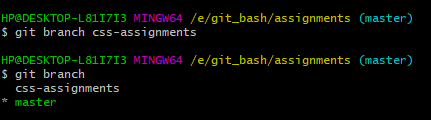 HP@DESKTOP-L81I7I3 MINGW64 /e/git_bash/assignments (master)
$ git branch css-assignments
HP@DESKTOP-L81I7I3 MINGW64 /e/git_bash/assignments (master)
$ git branch
  css-assignments
* master